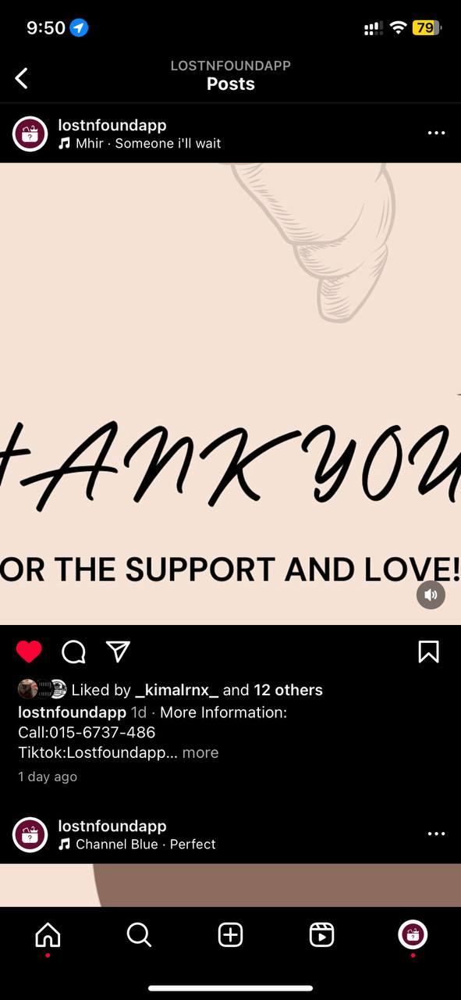 9:50
79
LOSTNFOUNDAPP
Posts
lostnfoundapp
Mhir · Someone i'll wait
HANK YOU
OR THE SUPPORT AND LOVE!
Liked by _kimalrnx_ and 12 others
lostnfoundapp 1d · More Information:
Call:015-6737-486
Tiktok:Lostfoundapp... more
1 day ago
lostnfoundapp
Channel Blue · Perfect